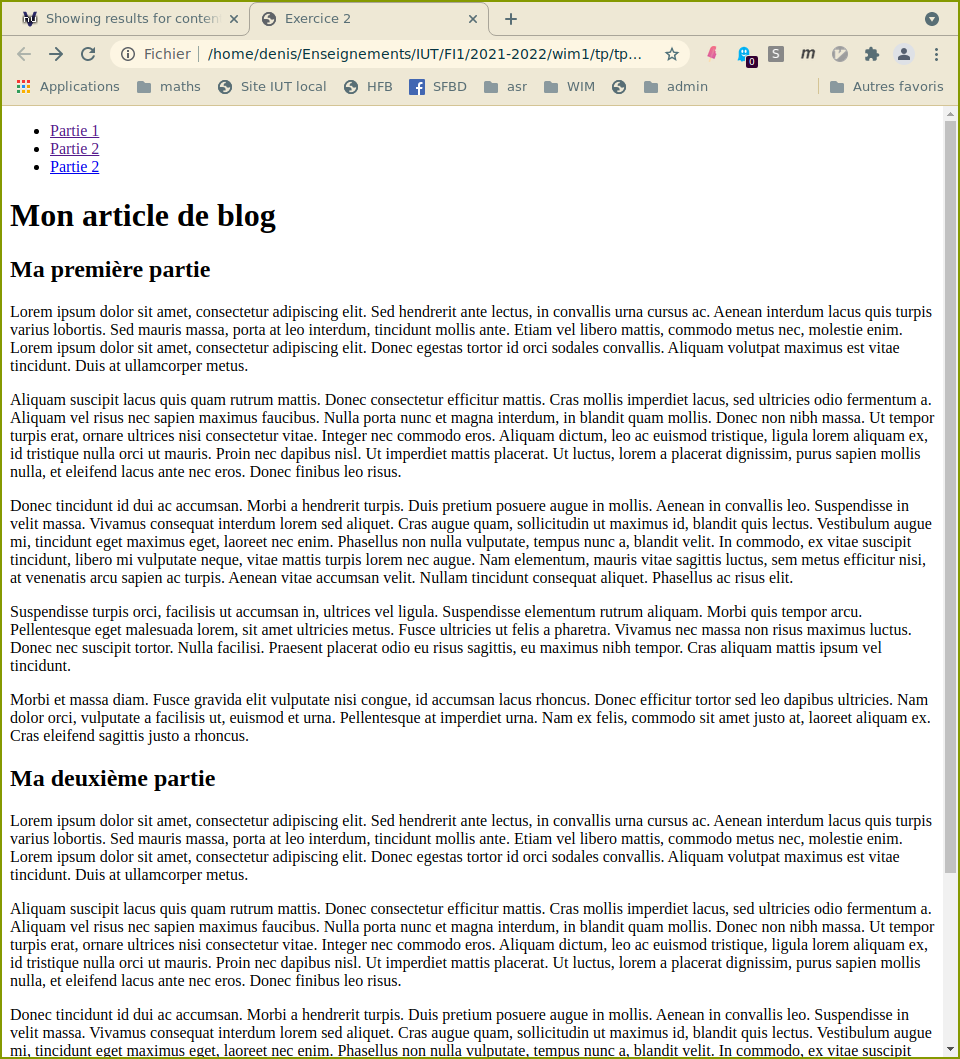 Showing results for conten
Exercice 2
Fichier
/home/denis/Enseignements/IUT/FI1/2021-2022/wim1/tp/tp...
0
S
m
Applications
maths
Site IUT local
HFB
SFBD
asr
WIM
admin
Autres favoris
Partie 1
Partie 2
Partie 2
Mon article de blog
Ma première partie
Lorem ipsum dolor sit amet, consectetur adipiscing elit. Sed hendrerit ante lectus, in convallis urna cursus ac. Aenean interdum lacus quis turpis
varius lobortis. Sed mauris massa, porta at leo interdum, tincidunt mollis ante. Etiam vel libero mattis, commodo metus nec, molestie enim.
Lorem ipsum dolor sit amet, consectetur adipiscing elit. Donec egestas tortor id orci sodales convallis. Aliquam volutpat maximus est vitae
tincidunt. Duis at ullamcorper metus.
Aliquam suscipit lacus quis quam rutrum mattis. Donec consectetur efficitur mattis. Cras mollis imperdiet lacus, sed ultricies odio fermentum a.
Aliquam vel risus nec sapien maximus faucibus. Nulla porta nunc et magna interdum, in blandit quam mollis. Donec non nibh massa. Ut tempor
turpis erat, ornare ultrices nisi consectetur vitae. Integer nec commodo eros. Aliquam dictum, leo ac euismod tristique, ligula lorem aliquam ex,
id tristique nulla orci ut mauris. Proin nec dapibus nisl. Ut imperdiet mattis placerat. Ut luctus, lorem a placerat dignissim, purus sapien mollis
nulla, et eleifend lacus ante nec eros. Donec finibus leo risus.
Donec tincidunt id dui ac accumsan. Morbi a hendrerit turpis. Duis pretium posuere augue in mollis. Aenean in convallis leo. Suspendisse in
velit massa. Vivamus consequat interdum lorem sed aliquet. Cras augue quam, sollicitudin ut maximus id, blandit quis lectus. Vestibulum augue
mi, tincidunt eget maximus eget, laoreet nec enim. Phasellus non nulla vulputate, tempus nunc a, blandit velit. In commodo, ex vitae suscipit
tincidunt, libero mi vulputate neque, vitae mattis turpis lorem nec augue. Nam elementum, mauris vitae sagittis luctus, sem metus efficitur nisi,
at venenatis arcu sapien ac turpis. Aenean vitae accumsan velit. Nullam tincidunt consequat aliquet. Phasellus ac risus elit.
Suspendisse turpis orci, facilisis ut accumsan in, ultrices vel ligula. Suspendisse elementum rutrum aliquam. Morbi quis tempor arcu.
Pellentesque eget malesuada lorem, sit amet ultricies metus. Fusce ultricies ut felis a pharetra. Vivamus nec massa non risus maximus luctus.
Donec nec suscipit tortor. Nulla facilisi. Praesent placerat odio eu risus sagittis, eu maximus nibh tempor. Cras aliquam mattis ipsum vel
tincidunt.
Morbi et massa diam. Fusce gravida elit vulputate nisi congue, id accumsan lacus rhoncus. Donec efficitur tortor sed leo dapibus ultricies. Nam
dolor orci, vulputate a facilisis ut, euismod et urna. Pellentesque at imperdiet urna. Nam ex felis, commodo sit amet justo at, laoreet aliquam ex.
Cras eleifend sagittis justo a rhoncus.
Ma deuxième partie
Lorem ipsum dolor sit amet, consectetur adipiscing elit. Sed hendrerit ante lectus, in convallis urna cursus ac. Aenean interdum lacus quis turpis
varius lobortis. Sed mauris massa, porta at leo interdum, tincidunt mollis ante. Etiam vel libero mattis, commodo metus nec, molestie enim.
Lorem ipsum dolor sit amet, consectetur adipiscing elit. Donec egestas tortor id orci sodales convallis. Aliquam volutpat maximus est vitae
tincidunt. Duis at ullamcorper metus.
Aliquam suscipit lacus quis quam rutrum mattis. Donec consectetur efficitur mattis. Cras mollis imperdiet lacus, sed ultricies odio fermentum a.
Aliquam vel risus nec sapien maximus faucibus. Nulla porta nunc et magna interdum, in blandit quam mollis. Donec non nibh massa. Ut tempor
turpis erat, ornare ultrices nisi consectetur vitae. Integer nec commodo eros. Aliquam dictum, leo ac euismod tristique, ligula lorem aliquam ex,
id tristique nulla orci ut mauris. Proin nec dapibus nisl. Ut imperdiet mattis placerat. Ut luctus, lorem a placerat dignissim, purus sapien mollis
nulla, et eleifend lacus ante nec eros. Donec finibus leo risus.
Donec tincidunt id dui ac accumsan. Morbi a hendrerit turpis. Duis pretium posuere augue in mollis. Aenean in convallis leo. Suspendisse in
velit massa. Vivamus consequat interdum lorem sed aliquet. Cras augue quam, sollicitudin ut maximus id, blandit quis lectus. Vestibulum augue
mi, tincidunt eget maximus eget, laoreet nec enim. Phasellus non nulla vulputate, tempus nunc a, blandit velit. In commodo, ex vitae suscipit